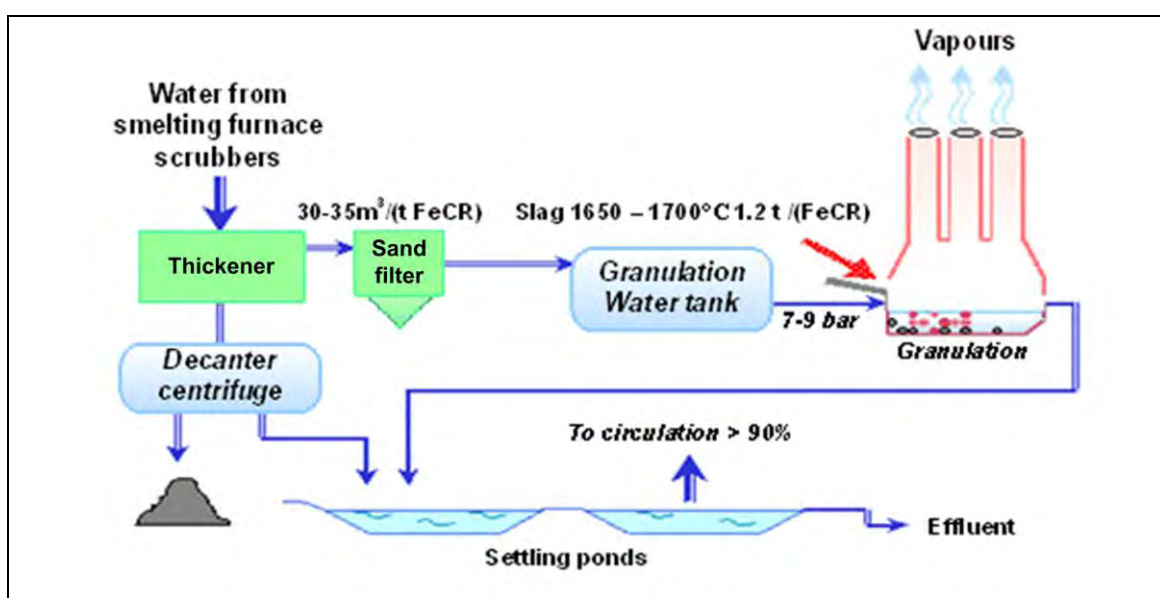 Vapours
Water from
smelting furnace
scrubbers
30-35m³/(t FeCR)
Slag 1650 – 1700°C 1.2 t /(FeCR)
Thickener
Sand
filter
Granulation
Water tank
7-9 bar
Granulation
Decanter
centrifuge
To circulation > 90%
Effluent
Settling ponds